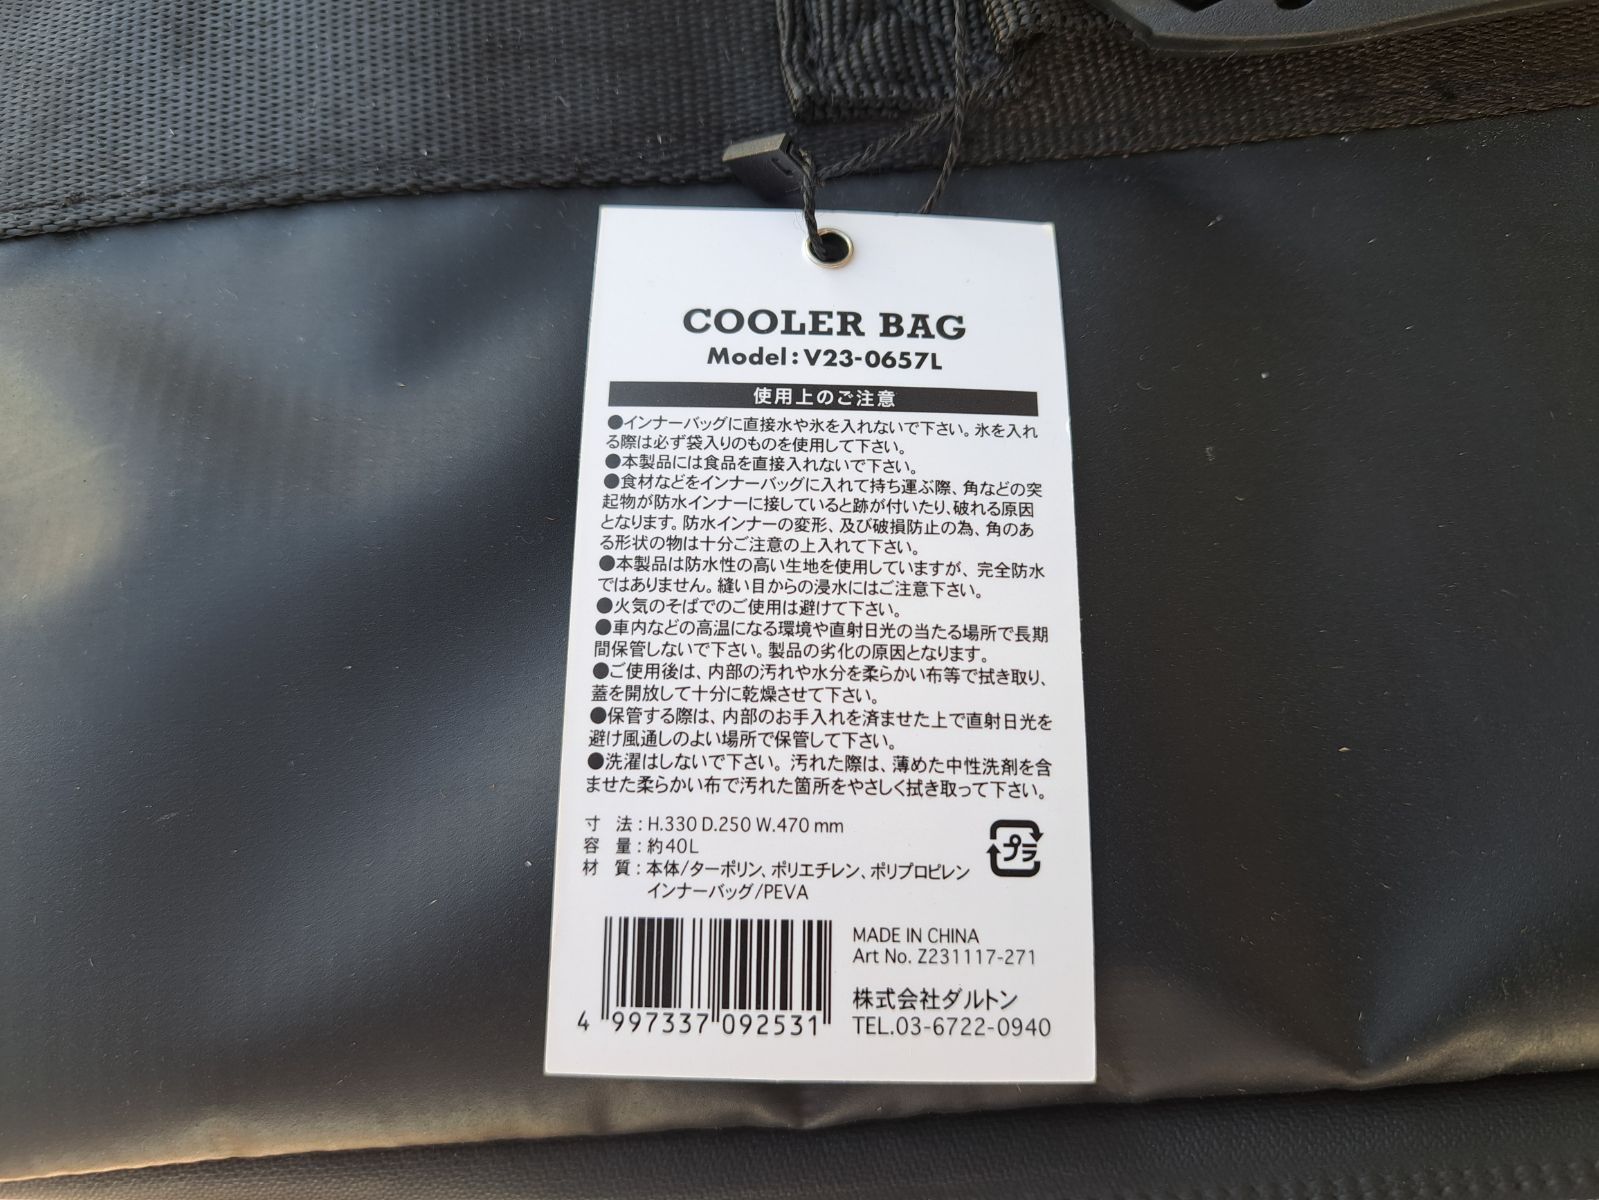 COOLER BAG
Model:V23-0657L
使用上のご注意
●インナーバッグに直接水や氷を入れないで下さい。氷を入れ
る際は必ず袋入りのものを使用して下さい。
●本製品には食品を直接入れないで下さい。
●食材などをインナーバッグに入れて持ち運ぶ際、角などの突
起物が防水インナーに接していると跡が付いたり、破れる原因
となります。防水インナーの変形、及び破損防止の為、角のあ
る形状の物は十分ご注意の上入れて下さい。
●本製品は防水性の高い生地を使用していますが、完全防水
ではありません。縫い目からの浸水にはご注意下さい。
●火気のそばでのご使用は避けて下さい。
●車内などの高温になる環境や直射日光の当たる場所で長期
間保管しないで下さい。製品の劣化の原因となります。
●ご使用後は、内部の汚れや水分を柔らかい布等で拭き取り、
蓋を開放して十分に乾燥させて下さい。
●保管する際は、内部のお手入れを済ませた上で直射日光を
避け風通しのよい場所で保管して下さい。
●洗濯はしないで下さい。汚れた際は、薄めた中性洗剤を含
ませた柔らかい布で汚れた箇所をやさしく拭き取って下さい。
寸 法:H.330 D.250 W.470 mm
容 量:約40L
材 質:本体/ターポリン、ポリエチレン、ポリプロピレン
インナーバッグ/PEVA
プラ
MADE IN CHINA
Art No. Z231117-271
株式会社ダルトン
TEL.03-6722-0940
4 997337 092531